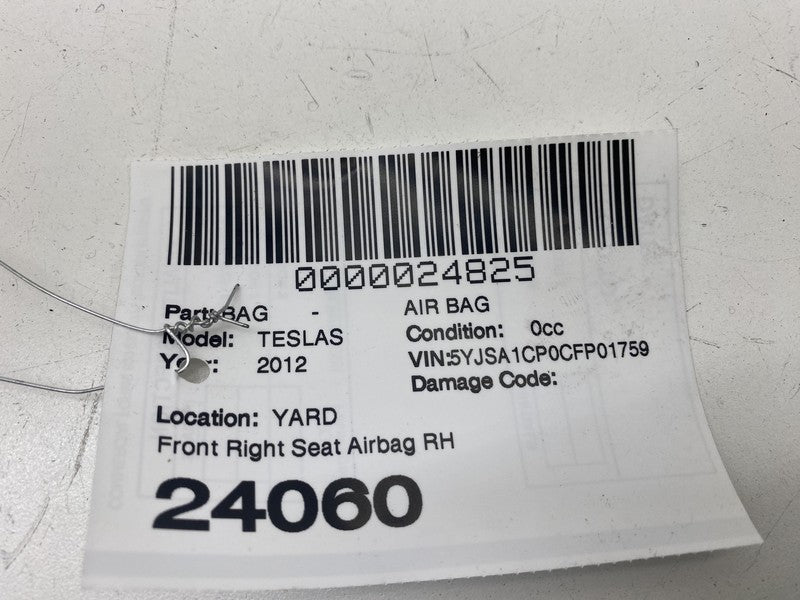 0000024825
Part: BAG - AIR BAG
Model: TESLAS Condition: 0cc
Year: 2012 VIN:5YJSA1CP0CFP01759
Damage Code:
Location: YARD
Front Right Seat Airbag RH
24060